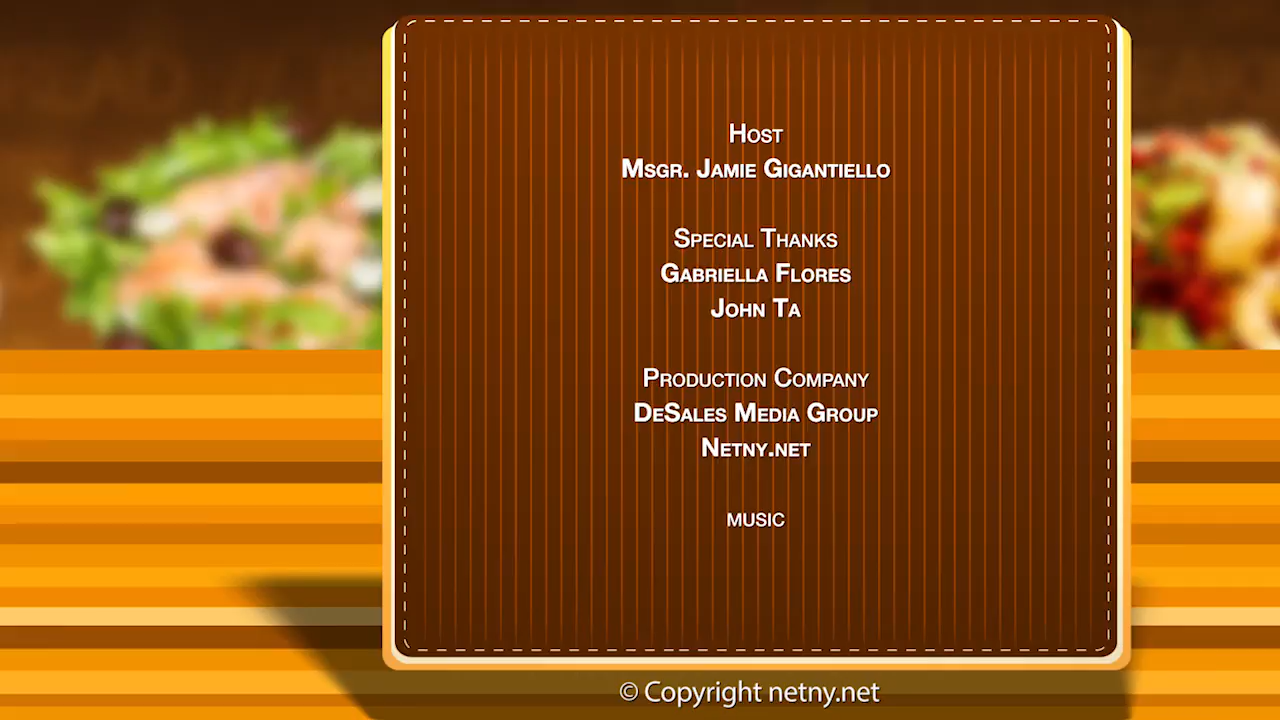 Host
Msgr. Jamie Gigantiello
Special Thanks
Gabriella Flores
John Ta
Production Company
DeSales Media Group
Netny.net
MUSIC
© Copyright netny.net